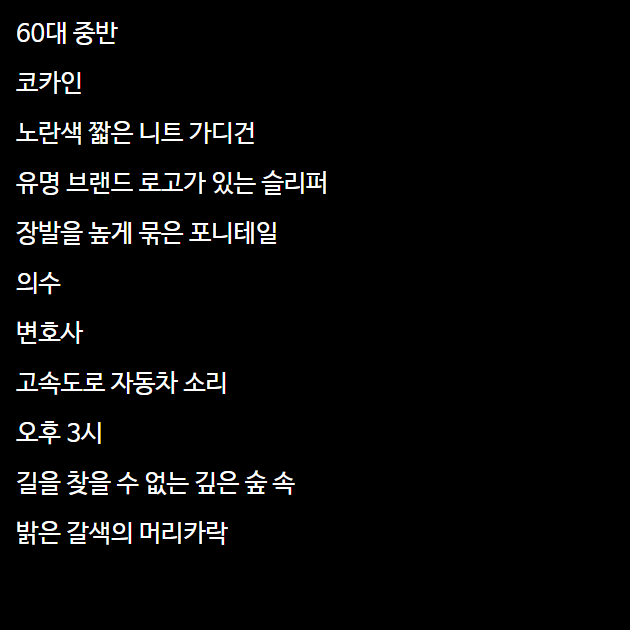 60대 중반
코카인
노란색 짧은 니트 가디건
유명 브랜드 로고가 있는 슬리퍼
장발을 높게 묶은 포니테일
의수
변호사
고속도로 자동차 소리
오후 3시
길을 찾을 수 없는 깊은 숲 속
밝은 갈색의 머리카락